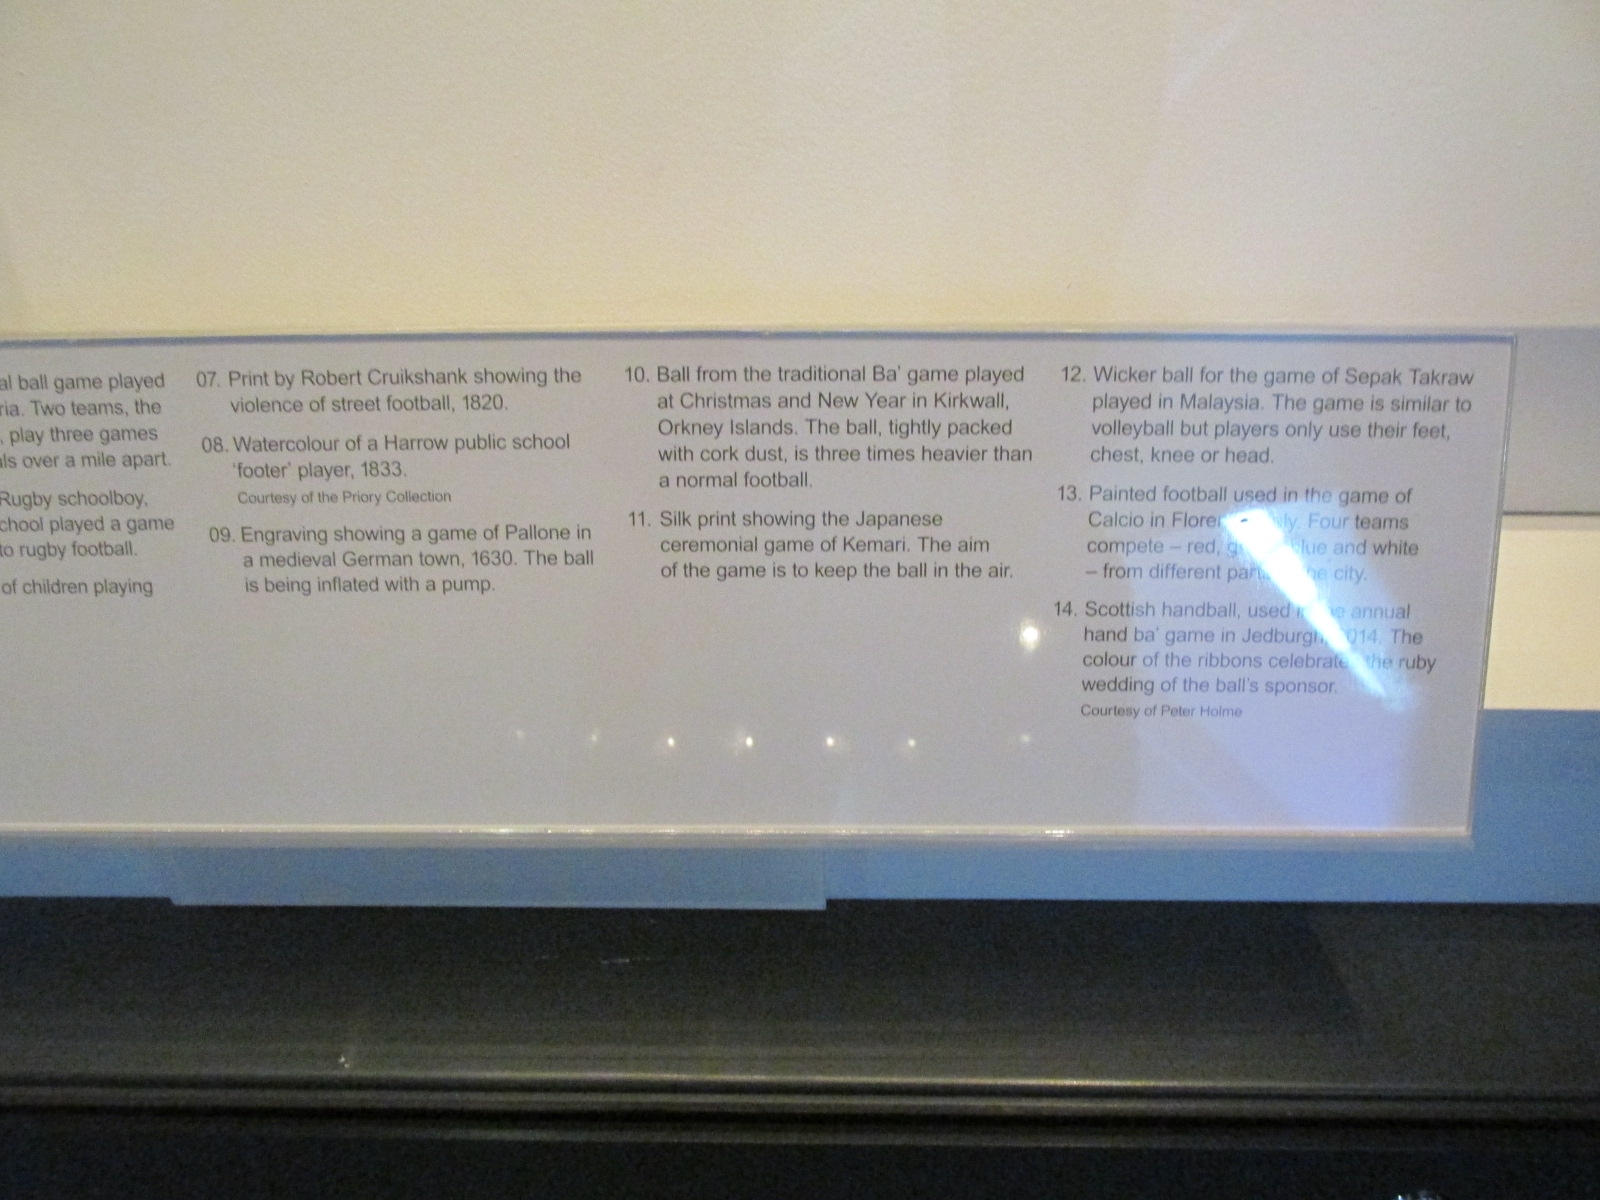 al ball game played
ria. Two teams, the
, play three games
ls over a mile apart.
Rugby schoolboy,
chool played a game
to rugby football.
of children playing
07. Print by Robert Cruikshank showing the
violence of street football, 1820.
08. Watercolour of a Harrow public school
'footer' player, 1833.
Courtesy of the Priory Collection
09. Engraving showing a game of Pallone in
a medieval German town, 1630. The ball
is being inflated with a pump.
10. Ball from the traditional Ba' game played
at Christmas and New Year in Kirkwall,
Orkney Islands. The ball, tightly packed
with cork dust, is three times heavier than
a normal football.
11. Silk print showing the Japanese
ceremonial game of Kemari. The aim
of the game is to keep the ball in the air.
12. Wicker ball for the game of Sepak Takraw
played in Malaysia. The game is similar to
volleyball but players only use their feet,
chest, knee or head.
13. Painted football used in the game of
Calcio in Four teams
compete – red, blue and white
– from different city.
14. Scottish handball, used annual
hand ba' game in The
colour of the ribbons the ruby
wedding of the ball's sponsor.
Courtesy of Peter Holme